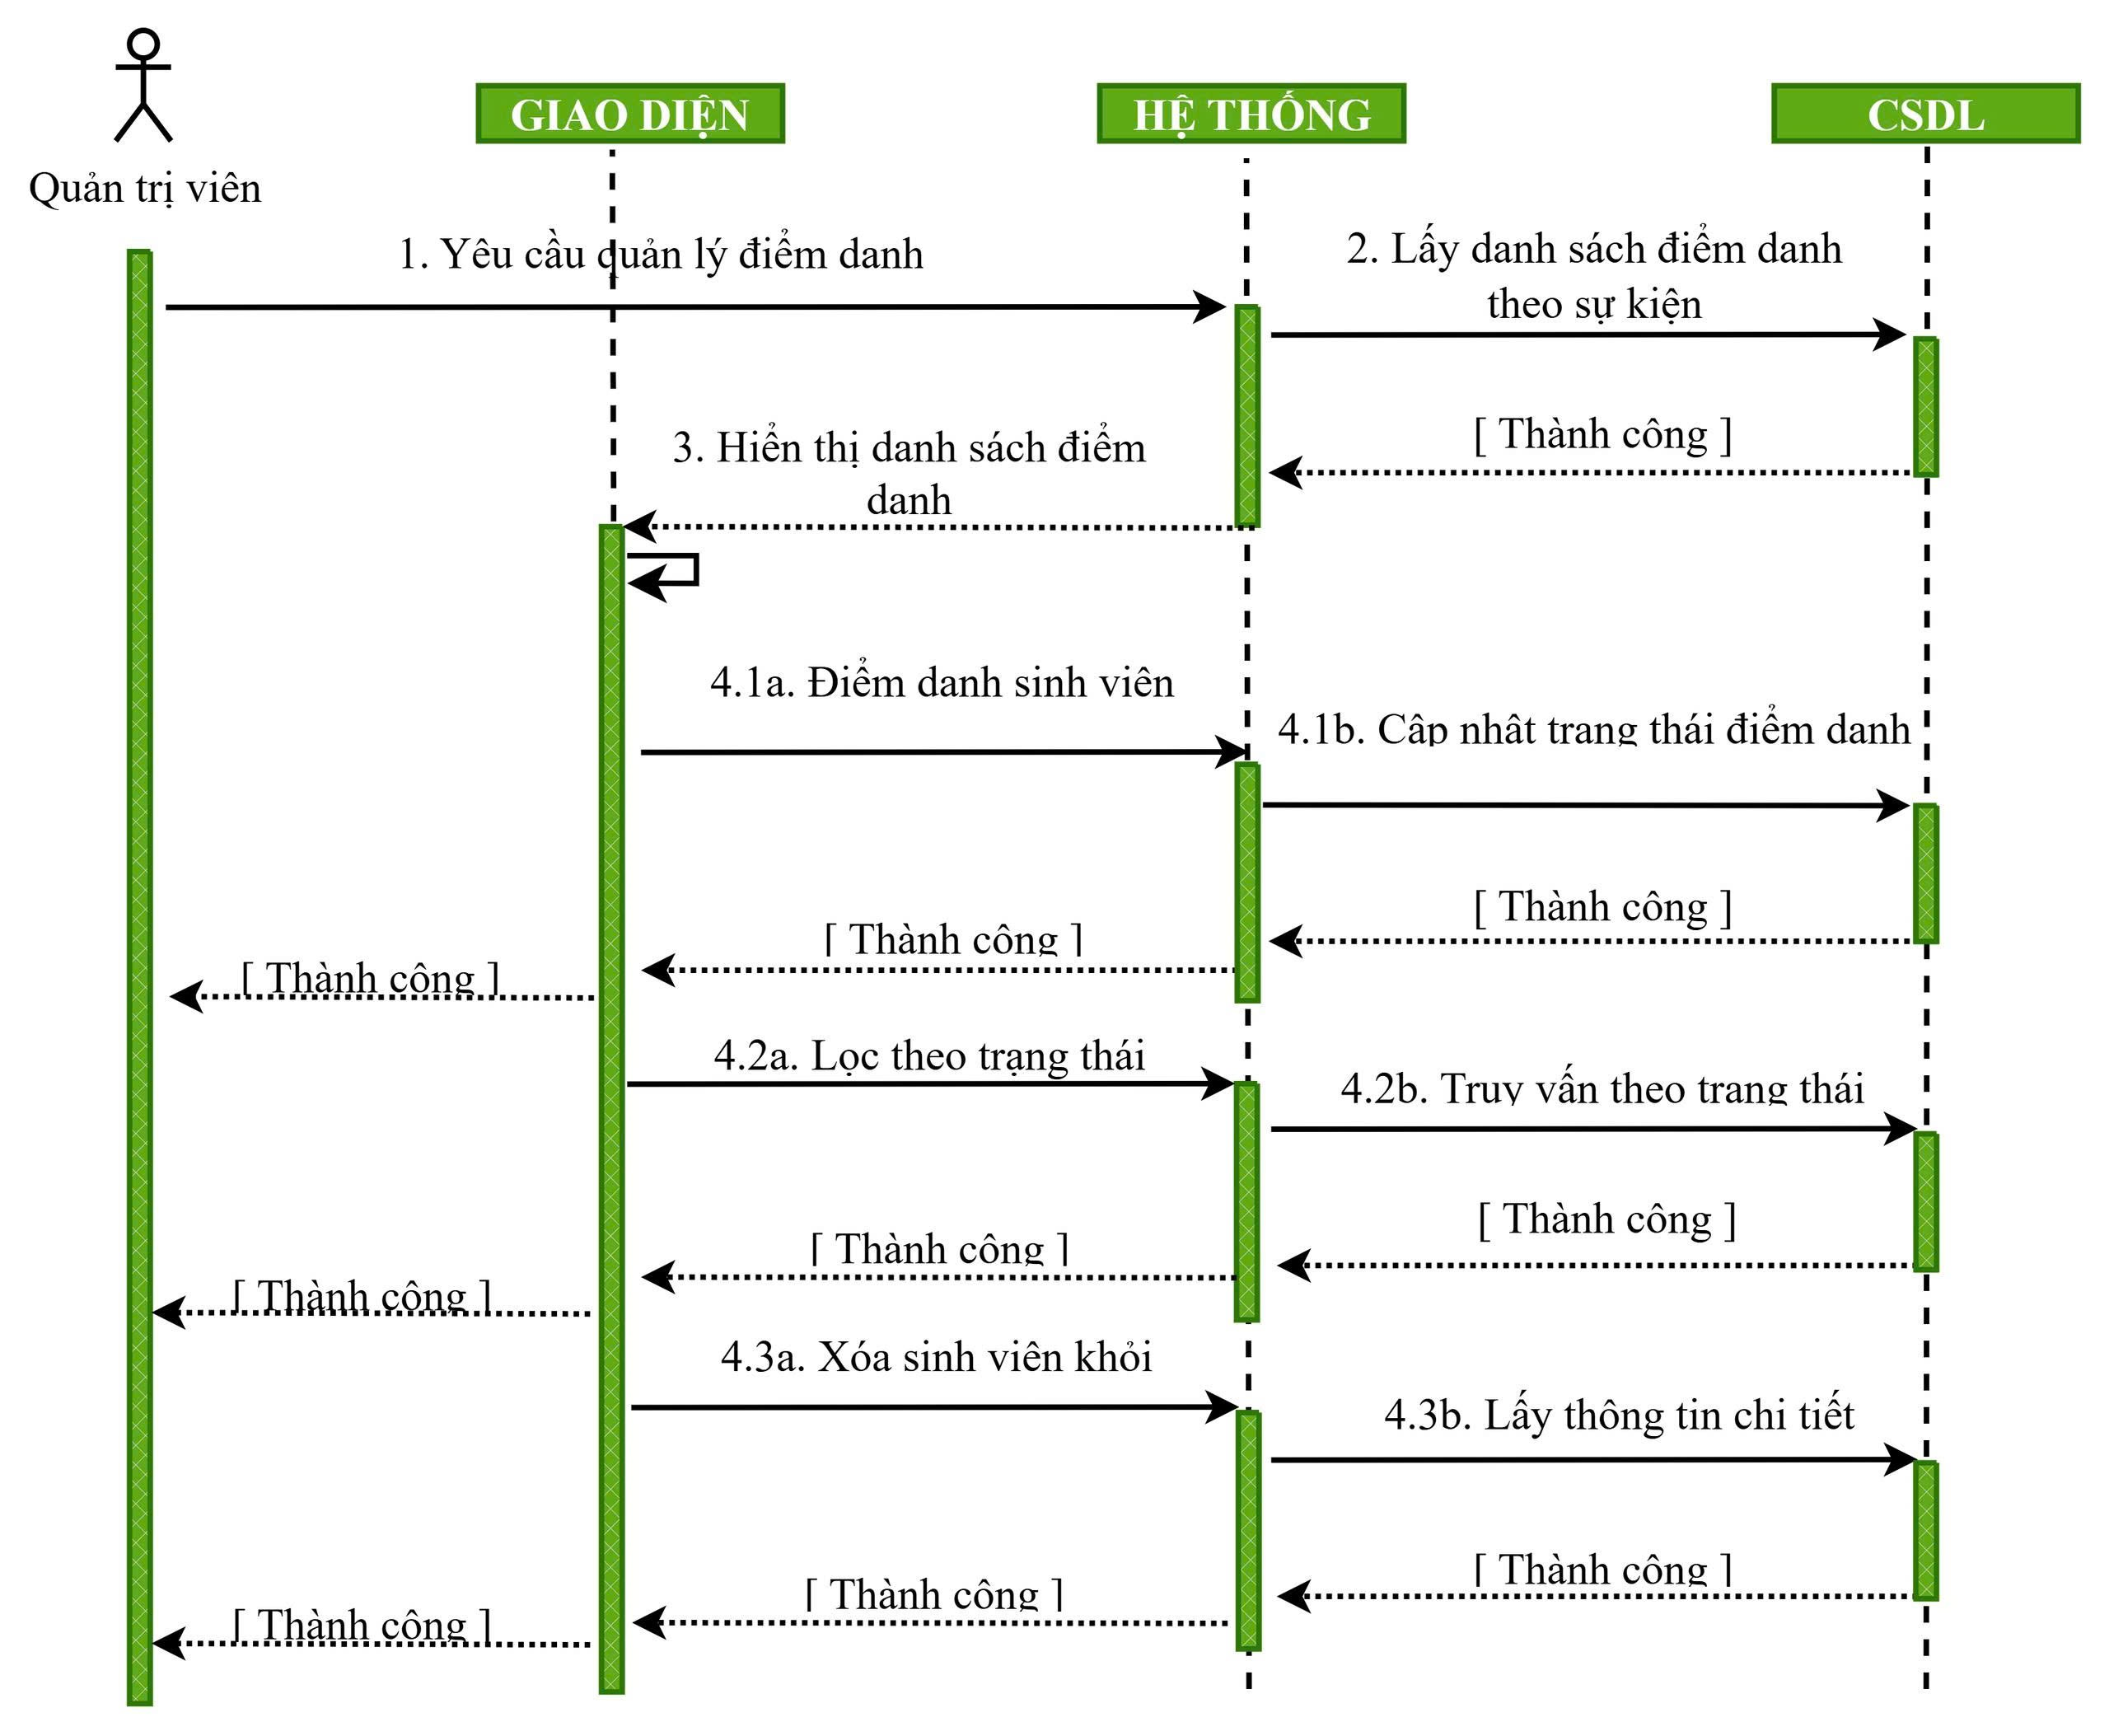 GIAO DIỆN
HỆ THỐNG
CSDL
Quản trị viên
1. Yêu cầu quản lý điểm danh
2. Lấy danh sách điểm danh
theo sự kiện
[ Thành công ]
3. Hiển thị danh sách điểm
danh
4.1a. Điểm danh sinh viên
4.1b. Cập nhật trạng thái điểm danh
[ Thành công ]
[ Thành công ]
[ Thành công ]
4.2a. Lọc theo trạng thái
4.2b. Truy vấn theo trạng thái
[ Thành công ]
[ Thành công ]
[ Thành công ]
4.3a. Xóa sinh viên khỏi
4.3b. Lấy thông tin chi tiết
[ Thành công ]
[ Thành công ]
[ Thành công ]